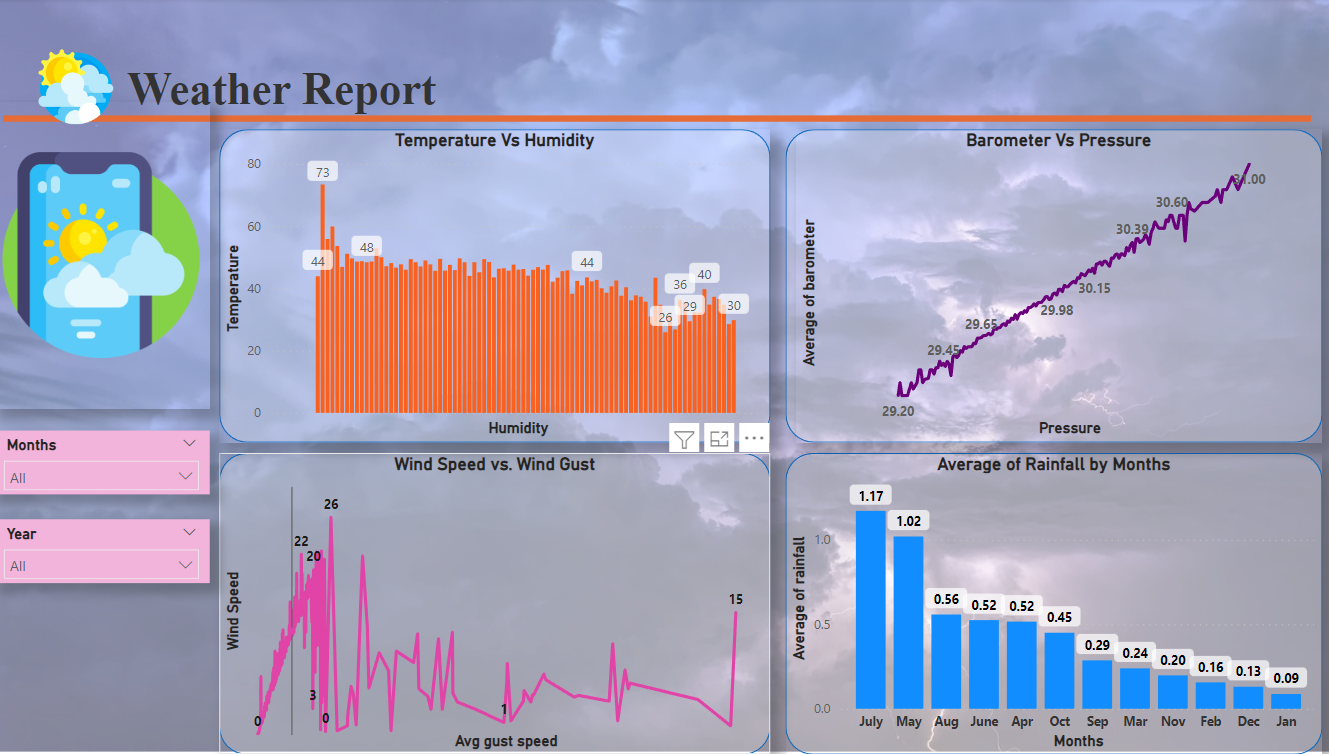 Weather Report
Months
All
Year
All
Temperature Vs Humidity
Temperature
80
60
40
20
0
73
44
48
44
26
36
29
40
30
Humidity
Barometer Vs Pressure
Average of barometer
29.20
29.45
29.65
29.98
30.15
30.39
30.60
31.00
Pressure
Wind Speed vs. Wind Gust
Wind Speed
0
22
20
3
0
26
1
15
Avg gust speed
Average of Rainfall by Months
Average of rainfall
1.0
0.5
0.0
1.17
1.02
0.56
0.52
0.52
0.45
0.29
0.24
0.20
0.16
0.13
0.09
July May Aug June Apr Oct Sep Mar Nov Feb Dec Jan
Months